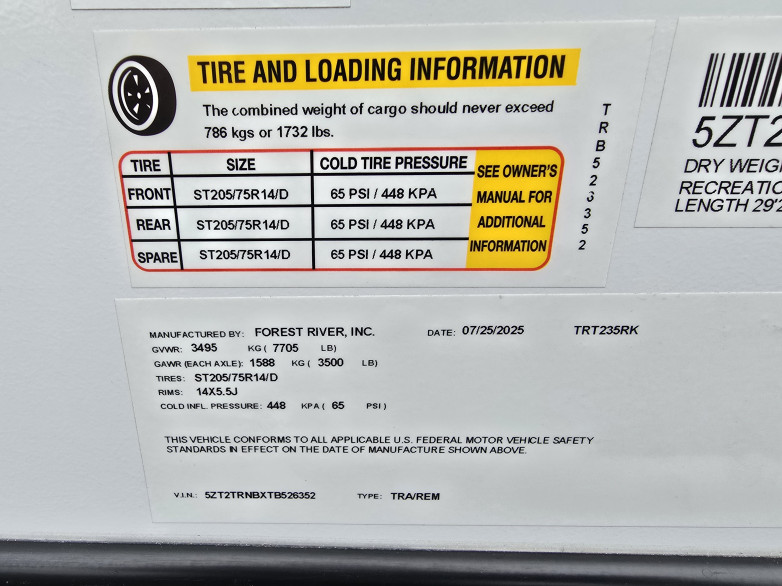 TIRE AND LOADING INFORMATION
The combined weight of cargo should never exceed
786 kgs or 1732 lbs.
TIRE SIZE COLD TIRE PRESSURE SEE OWNER'S MANUAL FOR ADDITIONAL INFORMATION
FRONT ST205/75R14/D 65 PSI / 448 KPA
REAR ST205/75R14/D 65 PSI / 448 KPA
SPARE ST205/75R14/D 65 PSI / 448 KPA
TRB526352
5ZT2
DRY WEIG
RECREATIO
LENGTH 29'2
MANUFACTURED BY: FOREST RIVER, INC. DATE: 07/25/2025 TRT235RK
GVWR: 3495 KG ( 7705 LB)
GAWR (EACH AXLE): 1588 KG ( 3500 LB)
TIRES: ST205/75R14/D
RIMS: 14X5.5J
COLD INFL. PRESSURE: 448 KPA ( 65 PSI )
THIS VEHICLE CONFORMS TO ALL APPLICABLE U.S. FEDERAL MOTOR VEHICLE SAFETY
STANDARDS IN EFFECT ON THE DATE OF MANUFACTURE SHOWN ABOVE.
V.I.N.: 5ZT2TRNBXTB526352 TYPE: TRA/REM